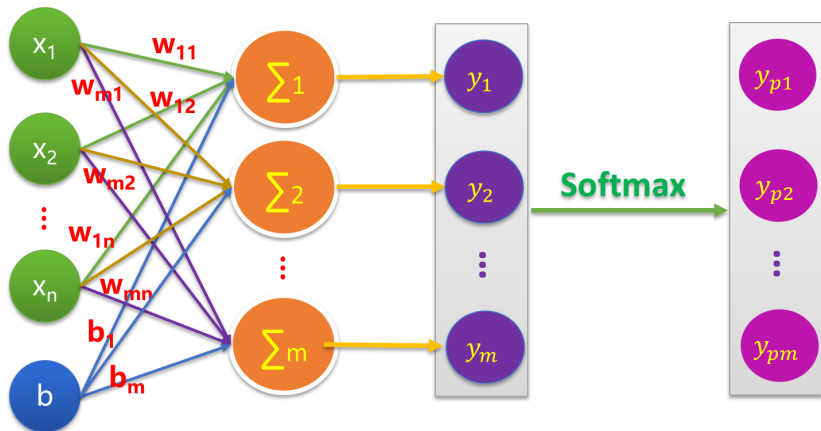 x₁
x₂
⋮
xₙ
b
w₁₁
wₘ₁
w₁₂
wₘ₂
w₁ₙ
wₘₙ
b₁
bₘ
∑₁
∑₂
⋮
∑ₘ
y₁
y₂
⋮
yₘ
Softmax
yₚ₁
yₚ₂
⋮
yₚₘ